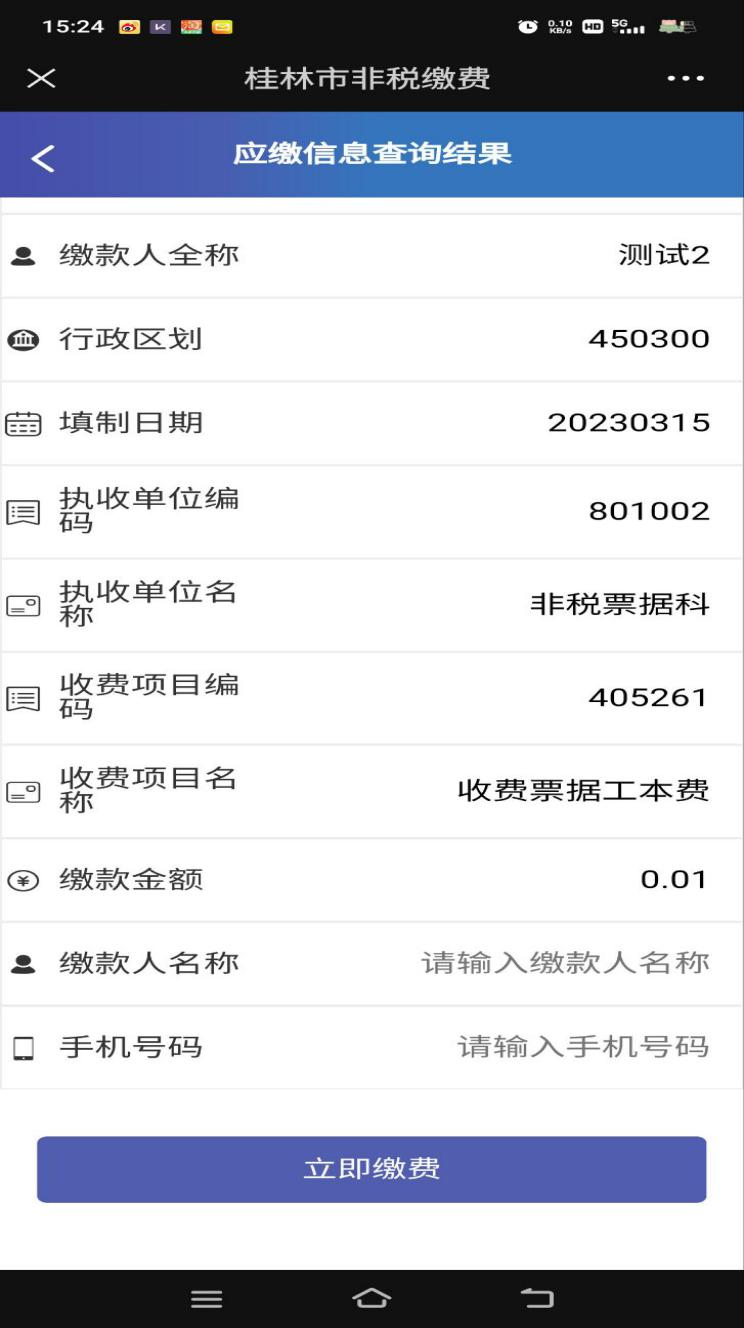 15:24
0.10
KB/s
HD
5G
桂林市非税缴费
应缴信息查询结果
缴款人全称 测试2
行政区划 450300
填制日期 20230315
执收单位编
码 801002
执收单位名
称 非税票据科
收费项目编
码 405261
收费项目名
称 收费票据工本费
缴款金额 0.01
缴款人名称 请输入缴款人名称
手机号码 请输入手机号码
立即缴费